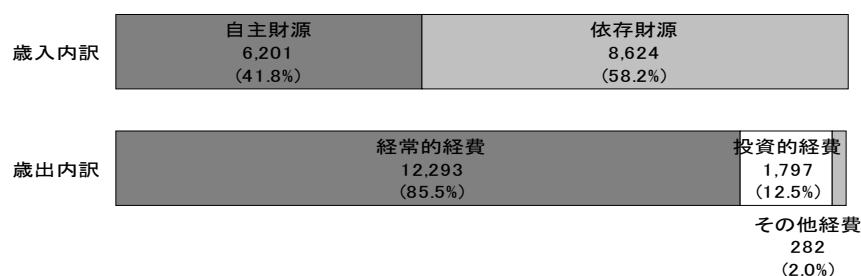 歳入内訳
自主財源
6,201
(41.8%)
依存財源
8,624
(58.2%)
歳出内訳
経常的経費
12,293
(85.5%)
投資的経費
1,797
(12.5%)
その他経費
282
(2.0%)